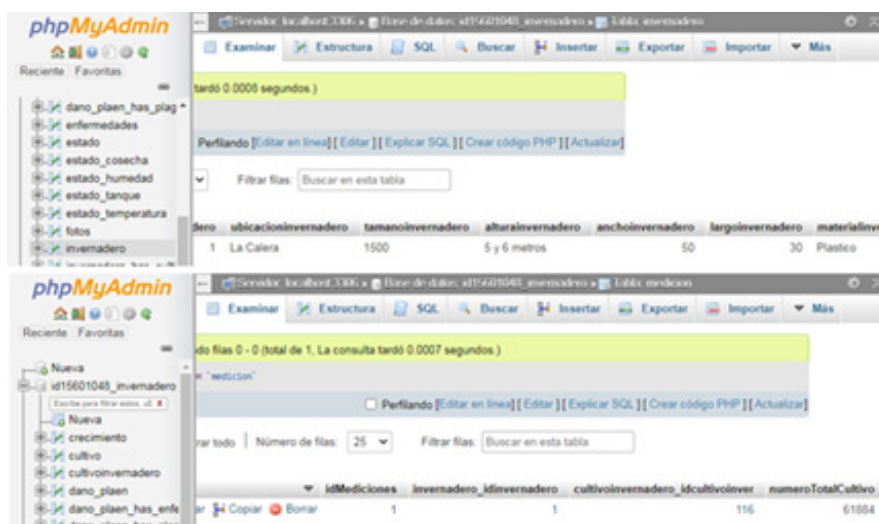 phpMyAdmin
Reciente Favoritas
dano_plaen_has_plag
enfermedades
estado
estado_cosecha
estado_humedad
estado_tanque
estado_temperatura
fotos
invernadero
Servidor: localhost:3306 » Base de datos: id15601048_invernadero » Tabla: invernadero
Examinar Estructura SQL Buscar Insertar Exportar Importar Más
tardó 0.0008 segundos.)
Perfilando [Editar en línea] [ Editar ] [ Explicar SQL ] [ Crear código PHP ] [ Actualizar]
Filtrar filas: Buscar en esta tabla
dero ubicacioninvernadero tamanoinvernadero alturainvernadero anchoinvernadero largoinvernadero materialinve
1 La Calera 1500 5 y 6 metros 50 30 Plastico
phpMyAdmin
Reciente Favoritas
Nueva
id15601048_invernadero
Nueva
crecimiento
cultivo
cultivoinvernadero
dano_plaen
dano_plaen_has_enfe
Servidor: localhost:3306 » Base de datos: id15601048_invernadero » Tabla: medicion
Examinar Estructura SQL Buscar Insertar Exportar Importar Más
do filas 0 - 0 (total de 1, La consulta tardó 0.0007 segundos.)
`medicion`
Perfilando [Editar en línea] [ Editar ] [ Explicar SQL ] [ Crear código PHP ] [ Actualizar]
rar todo Número de filas: 25 Filtrar filas: Buscar en esta tabla
idMediciones invernadero_idinvernadero cultivoinvernadero_idcultivoinver numeroTotalCultivo
ar Copiar Borrar 1 1 116 61884